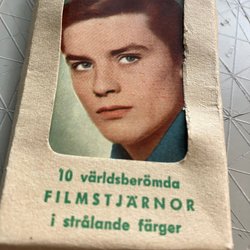 10 världsberömda
FILMSTJÄRNOR
i strålande färger